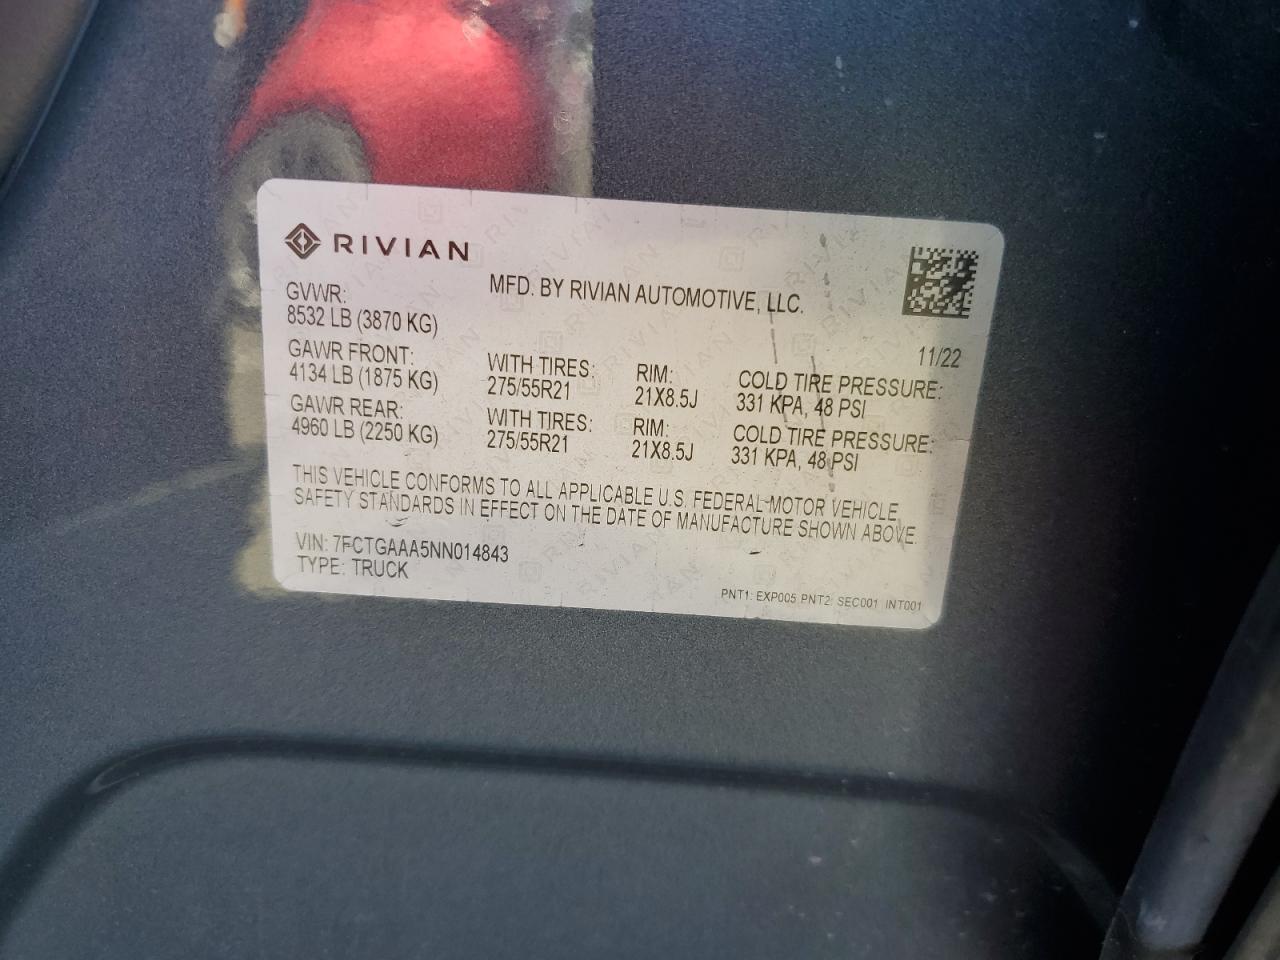 RIVIAN
MFD. BY RIVIAN AUTOMOTIVE, LLC.
GVWR:
8532 LB (3870 KG)
11/22
GAWR FRONT: WITH TIRES: RIM: COLD TIRE PRESSURE:
4134 LB (1875 KG) 275/55R21 21X8.5J 331 KPA, 48 PSI
GAWR REAR: WITH TIRES: RIM: COLD TIRE PRESSURE:
4960 LB (2250 KG) 275/55R21 21X8.5J 331 KPA, 48 PSI
THIS VEHICLE CONFORMS TO ALL APPLICABLE U.S. FEDERAL MOTOR VEHICLE
SAFETY STANDARDS IN EFFECT ON THE DATE OF MANUFACTURE SHOWN ABOVE.
VIN: 7FCTGAAA5NN014843
TYPE: TRUCK
PNT1: EXP005 PNT2: SEC001 INT001